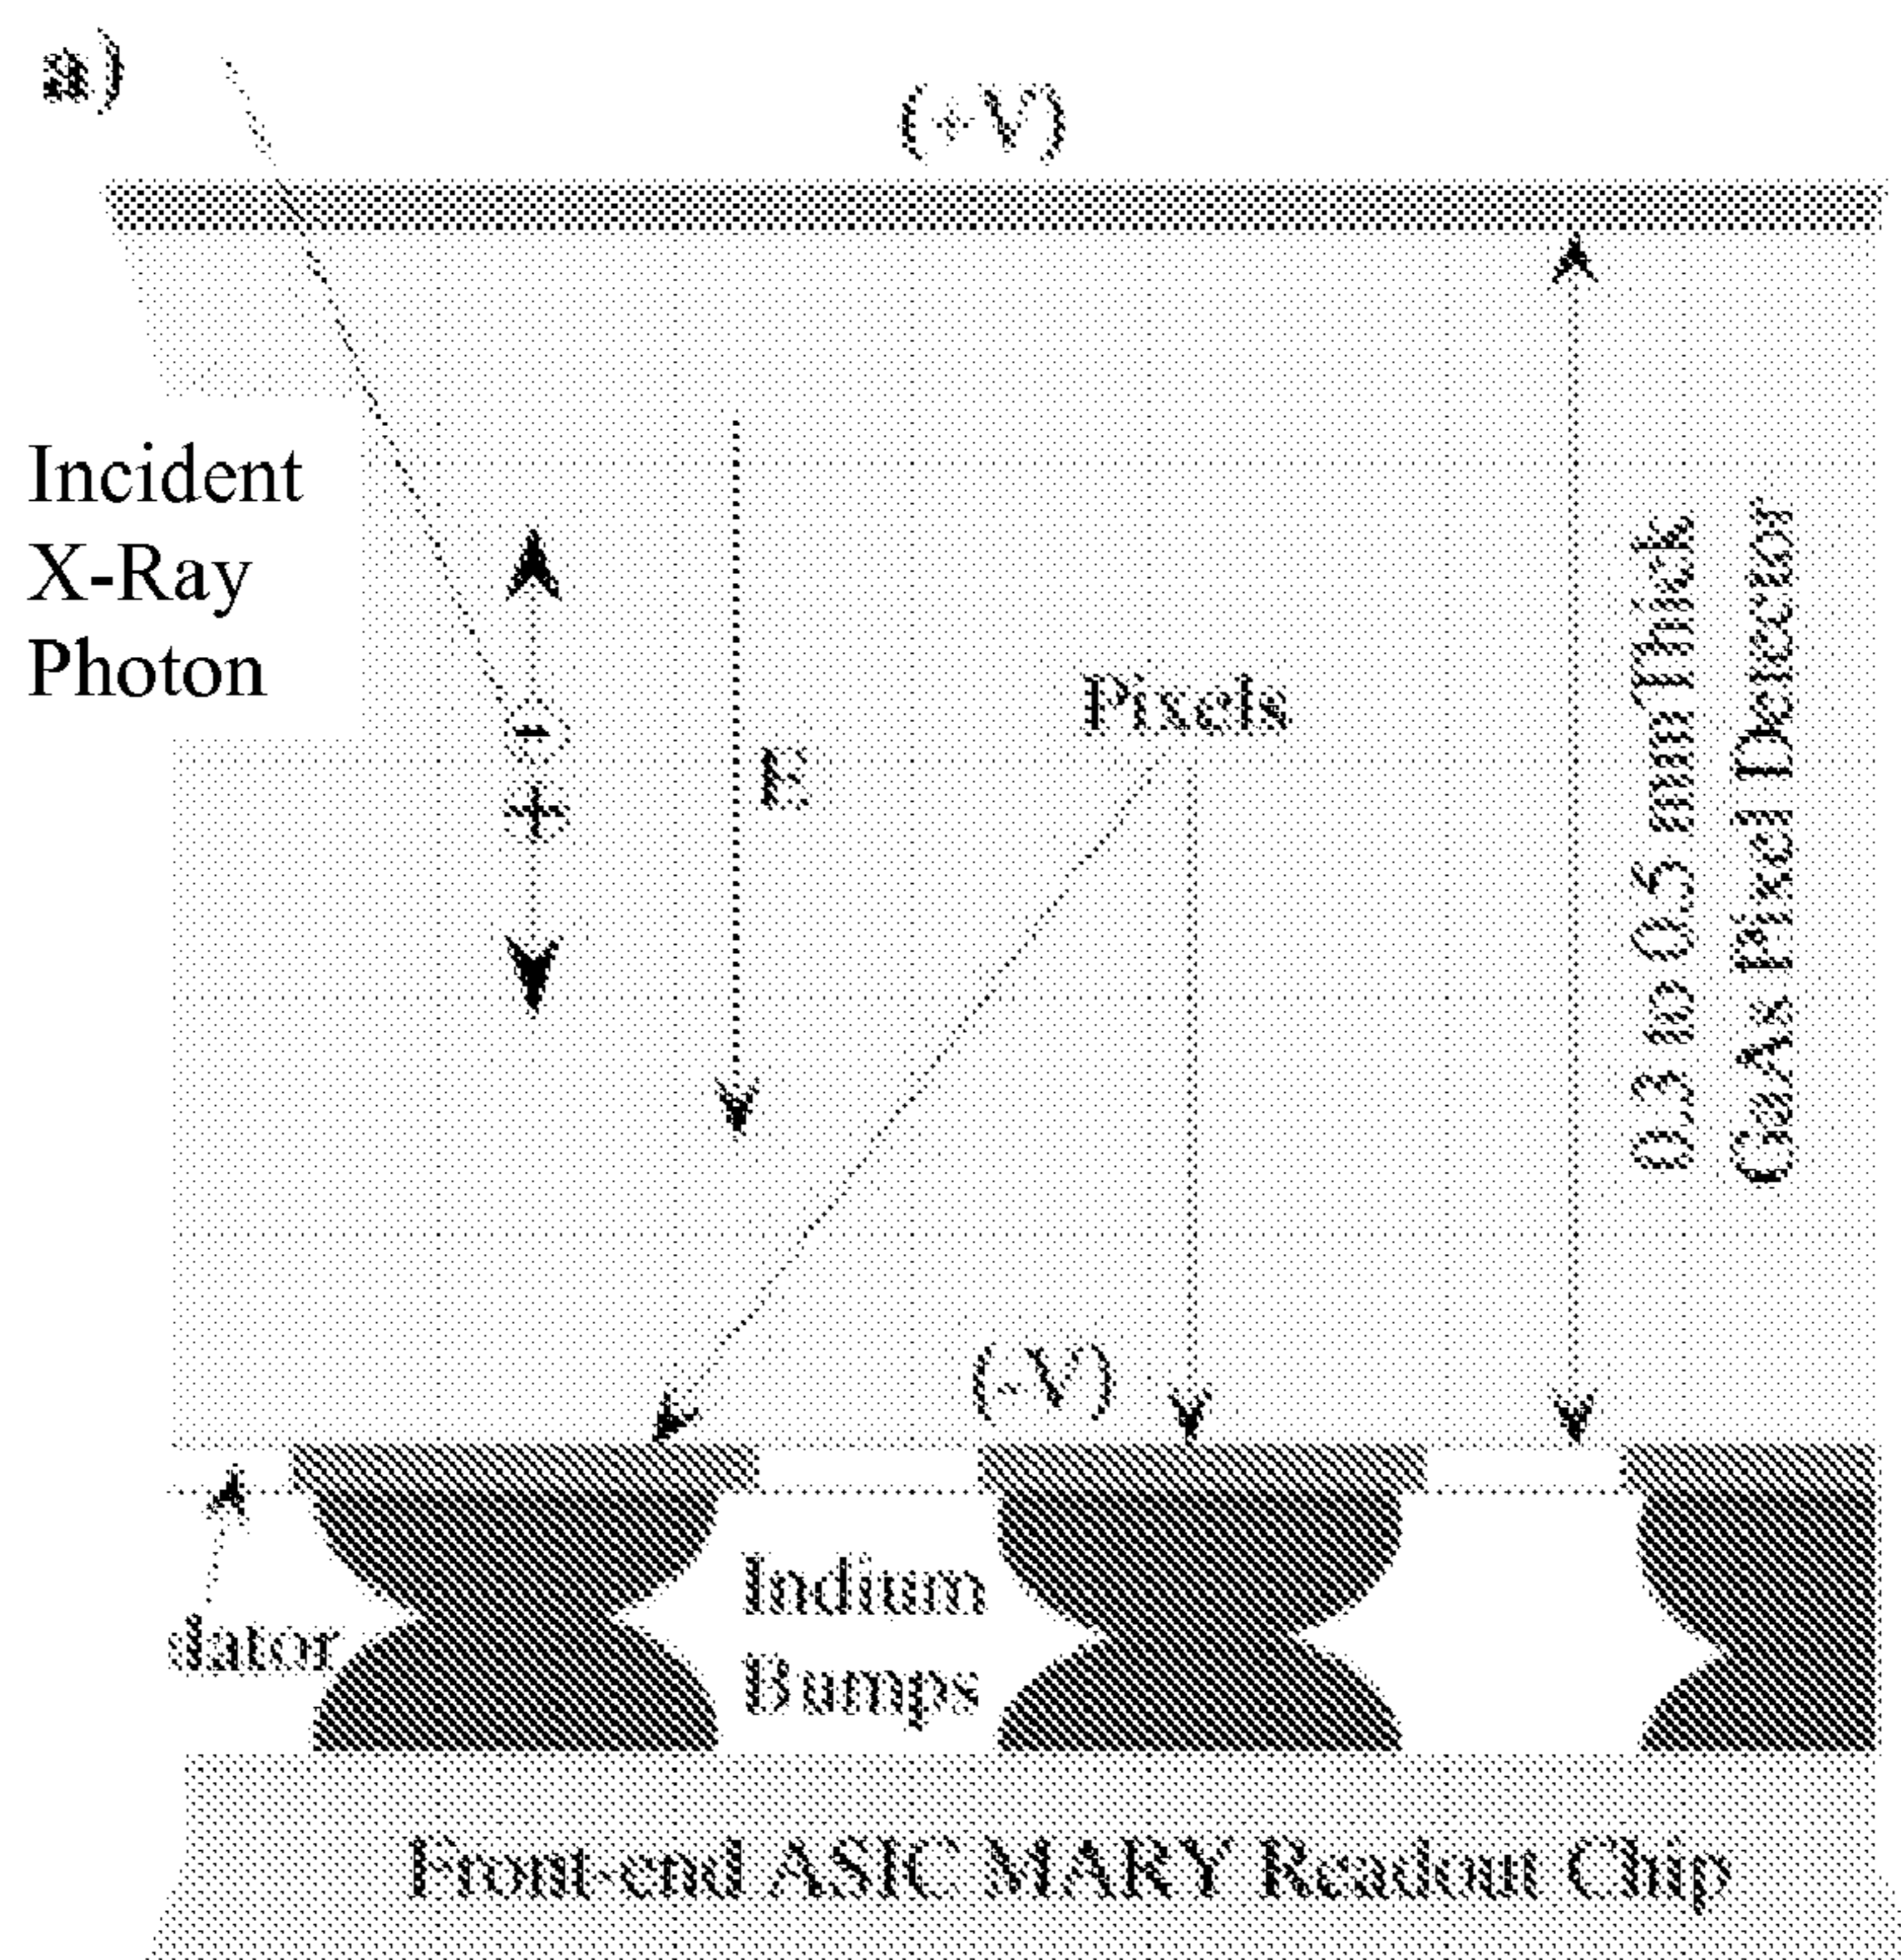 a)
(+V)
Incident
X-Ray
Photon
-
+
E
Pixels
0.3 to 0.5 mm Thick
GaAs Pixel Detector
(-V)
lator
Indium
Bumps
Front-end ASIC MARY Readout Chip